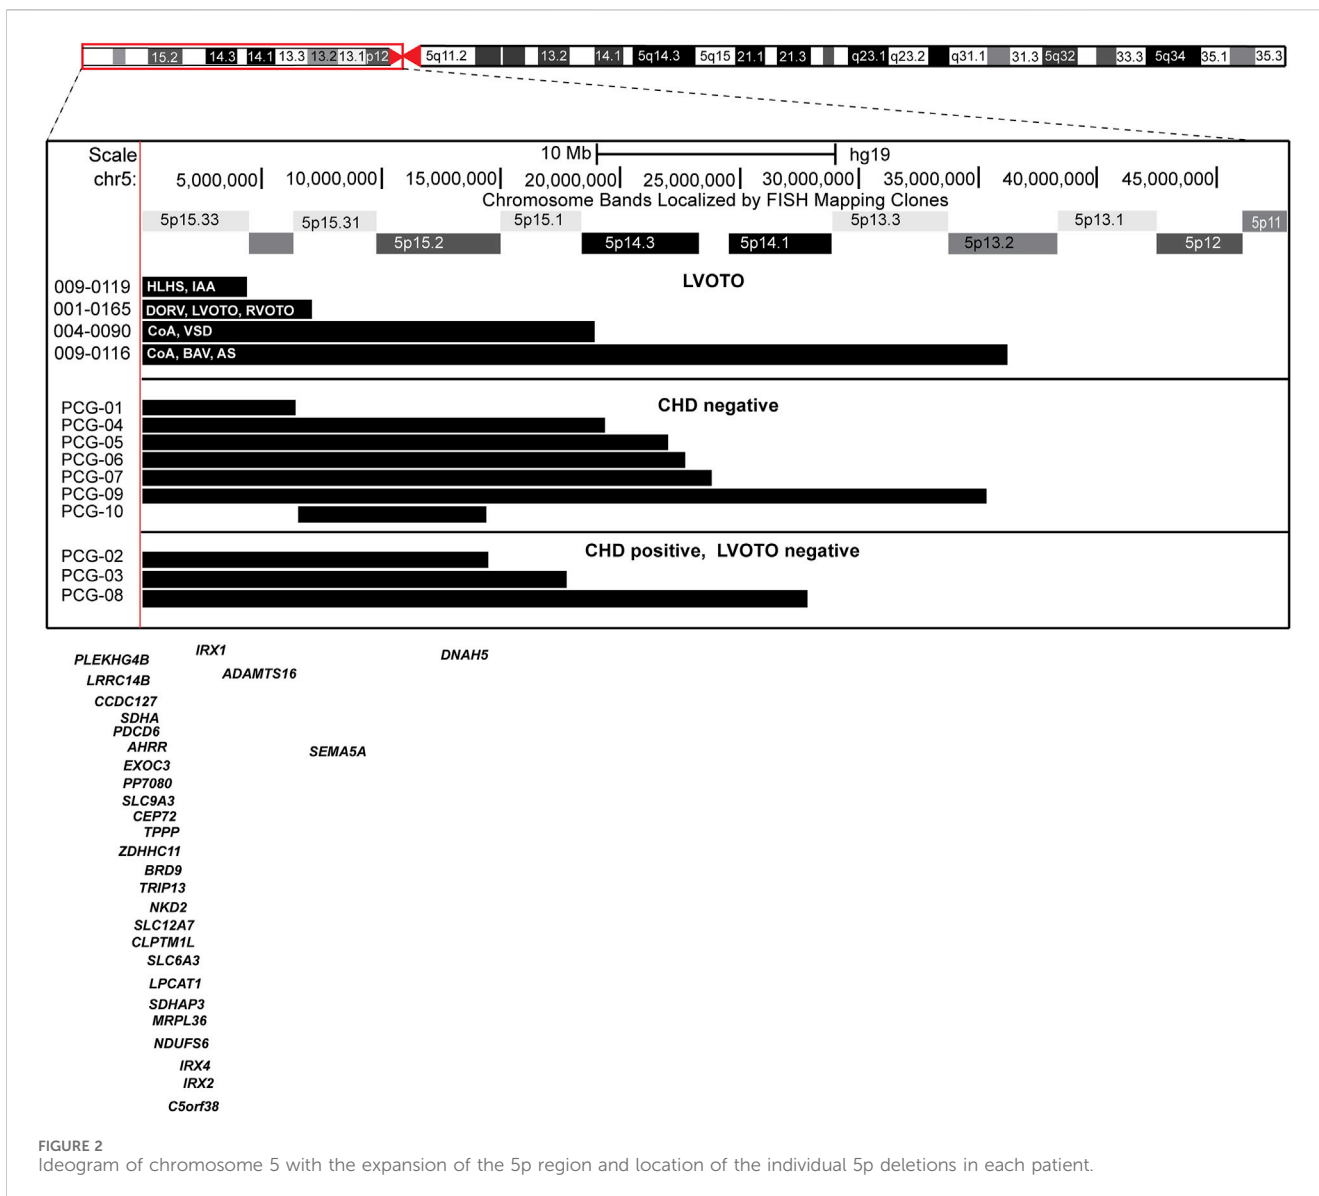 15.2 14.3 14.1 13.3 13.2 13.1 p12 5q11.2 13.2 14.1 5q14.3 5q15 21.1 21.3 q23.1 q23.2 q31.1 31.3 5q32 33.3 5q34 35.1 35.3
Scale 10 Mb hg19
chr5: 5,000,000 10,000,000 15,000,000 20,000,000 25,000,000 30,000,000 35,000,000 40,000,000 45,000,000
Chromosome Bands Localized by FISH Mapping Clones
5p15.33 5p15.31 5p15.1 5p13.3 5p13.1 5p11
5p15.2 5p14.3 5p14.1 5p13.2 5p12
LVOTO
009-0119 HLHS, IAA
001-0165 DORV, LVOTO, RVOTO
004-0090 CoA, VSD
009-0116 CoA, BAV, AS
CHD negative
PCG-01
PCG-04
PCG-05
PCG-06
PCG-07
PCG-09
PCG-10
CHD positive, LVOTO negative
PCG-02
PCG-03
PCG-08
IRX1
PLEKHG4B DNAH5
ADAMTS16
LRRC14B
CCDC127
SDHA
PDCD6
AHRR
SEMA5A
EXOC3
PP7080
SLC9A3
CEP72
TPPP
ZDHHC11
BRD9
TRIP13
NKD2
SLC12A7
CLPTM1L
SLC6A3
LPCAT1
SDHAP3
MRPL36
NDUFS6
IRX4
IRX2
C5orf38
FIGURE 2
Ideogram of chromosome 5 with the expansion of the 5p region and location of the individual 5p deletions in each patient.